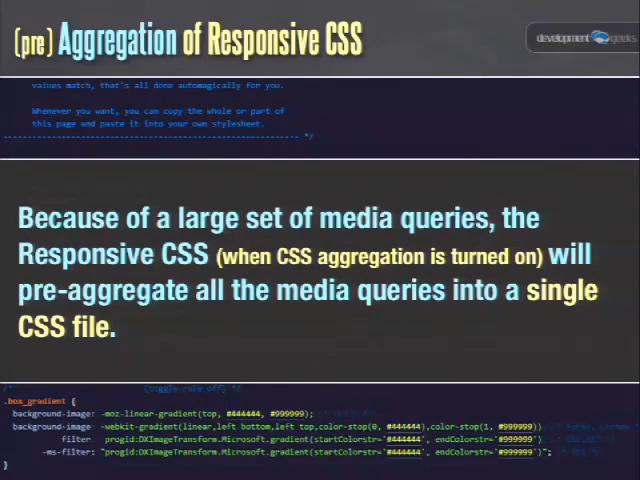 (pre) Aggregation of Responsive CSS
development geeks
values match, that's all done automagically for you.
Whenever you want, you can copy the whole or part of
this page and paste it into your own stylesheet.
------------------------------------------------------------ */
Because of a large set of media queries, the
Responsive CSS (when CSS aggregation is turned on) will
pre-aggregate all the media queries into a single
CSS file.
/* (toggle rule off) */
.box_gradient {
background-image: -moz-linear-gradient(top, #444444, #999999);
background-image: -webkit-gradient(linear,left bottom,left top,color-stop(0, #444444),color-stop(1, #999999))
filter progid:DXImageTransform.Microsoft.gradient(startColorstr='#444444', endColorstr='#999999')
-ms-filter: "progid:DXImageTransform.Microsoft.gradient(startColorstr='#444444', endColorstr='#999999')";
}